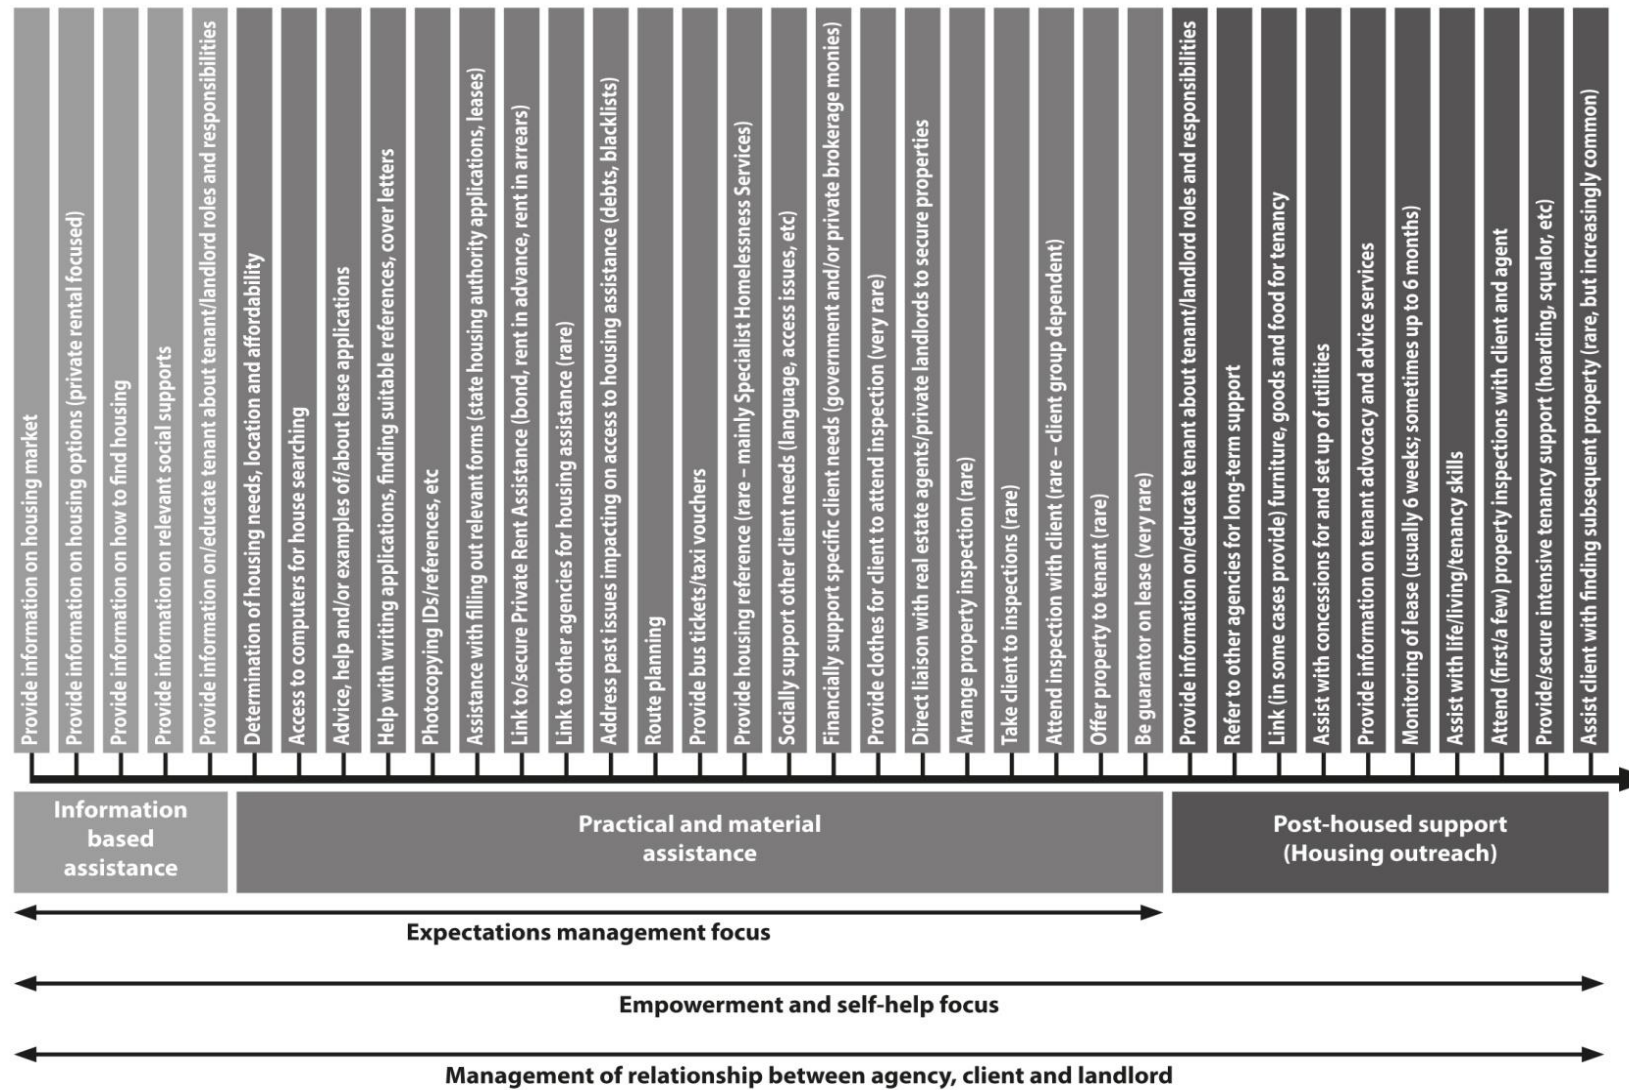 Provide information on housing market
Provide information on housing options (private rental focused)
Provide information on how to find housing
Provide information on relevant social supports
Provide information on/educate tenant about tenant/landlord roles and responsibilities
Determination of housing needs, location and affordability
Access to computers for house searching
Advice, help and/or examples of/about lease applications
Help with writing applications, finding suitable references, cover letters
Photocopying IDs/references, etc
Assistance with filling out relevant forms (state housing authority applications, leases)
Link to/secure Private Rent Assistance (bond, rent in advance, rent in arrears)
Link to other agencies for housing assistance (rare)
Address past issues impacting on access to housing assistance (debts, blacklists)
Route planning
Provide bus tickets/taxi vouchers
Provide housing reference (rare – mainly Specialist Homelessness Services)
Socially support other client needs (language, access issues, etc)
Financially support specific client needs (government and/or private brokerage monies)
Provide clothes for client to attend inspection (very rare)
Direct liaison with real estate agents/private landlords to secure properties
Arrange property inspection (rare)
Take client to inspections (rare)
Attend inspection with client (rare – client group dependent)
Offer property to tenant (rare)
Be guarantor on lease (very rare)
Provide information on/educate tenant about tenant/landlord roles and responsibilities
Refer to other agencies for long-term support
Link (in some cases provide) furniture, goods and food for tenancy
Assist with concessions for and set up of utilities
Provide information on tenant advocacy and advice services
Monitoring of lease (usually 6 weeks; sometimes up to 6 months)
Assist with life/living/tenancy skills
Attend (first/a few) property inspections with client and agent
Provide/secure intensive tenancy support (hoarding, squalor, etc)
Assist client with finding subsequent property (rare, but increasingly common)
Information
based
assistance
Practical and material
assistance
Post-housed support
(Housing outreach)
Expectations management focus
Empowerment and self-help focus
Management of relationship between agency, client and landlord